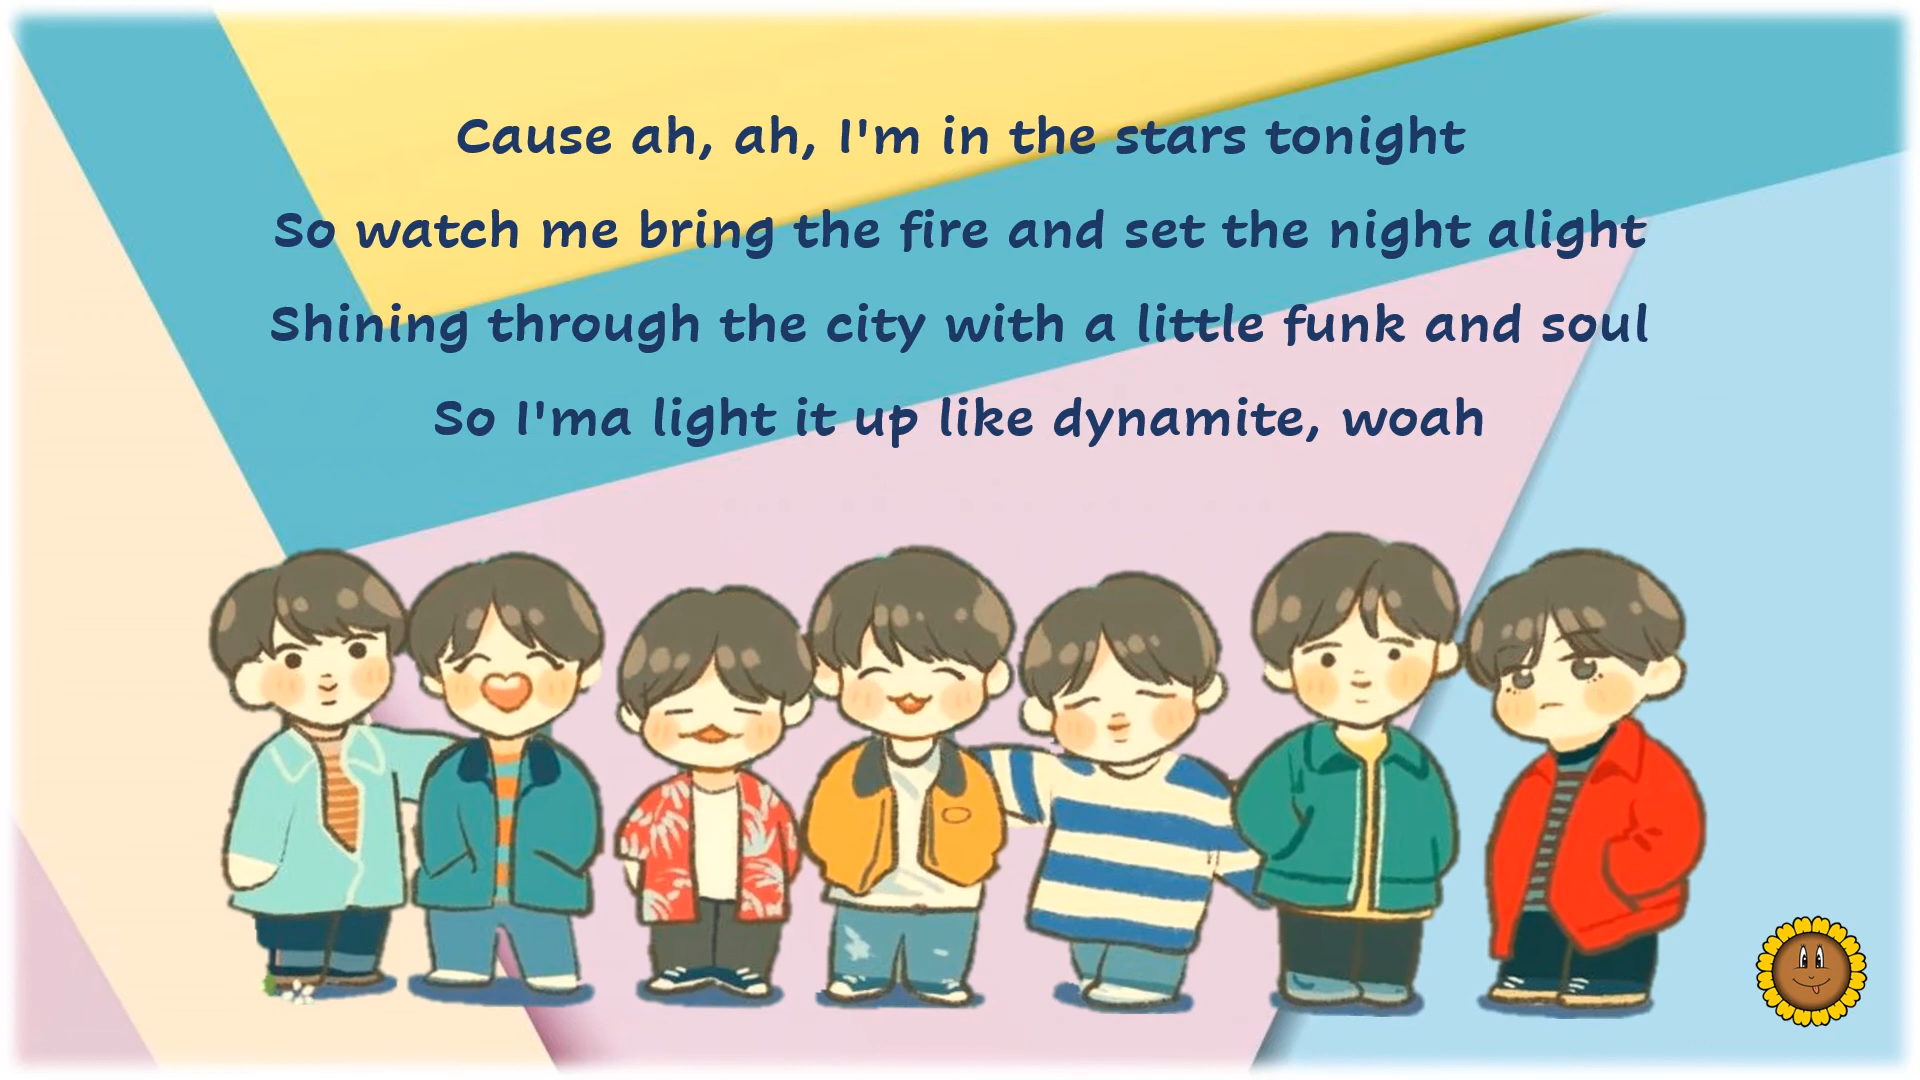 Cause ah, ah, I'm in the stars tonight
So watch me bring the fire and set the night alight
Shining through the city with a little funk and soul
So I'ma light it up like dynamite, woah